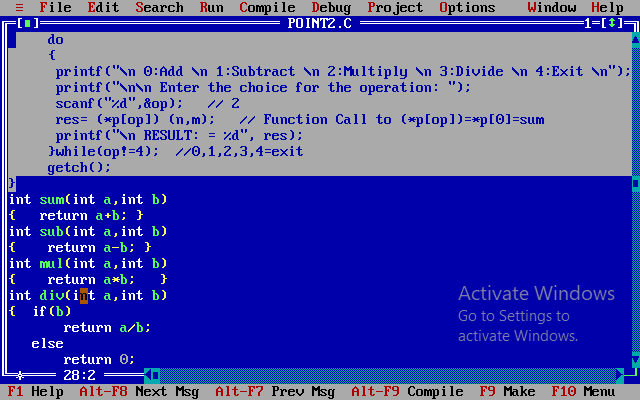 ≡ File Edit Search Run Compile Debug Project Options Window Help
[■] POINT2.C 1=[↕]
do
{
printf("\n 0:Add \n 1:Subtract \n 2:Multiply \n 3:Divide \n 4:Exit \n");
printf("\n\n Enter the choice for the operation: ");
scanf("%d",&op); // 2
res= (*p[op]) (n,m); // Function Call to (*p[op])=*p[0]=sum
printf("\n RESULT: = %d", res);
}while(op!=4); //0,1,2,3,4=exit
getch();
}
int sum(int a,int b)
{ return a+b; }
int sub(int a,int b)
{ return a-b; }
int mul(int a,int b)
{ return a*b; }
int div(int a,int b)
{ if(b)
return a/b;
else
return 0;
28:2
Activate Windows
Go to Settings to
activate Windows.
F1 Help Alt-F8 Next Msg Alt-F7 Prev Msg Alt-F9 Compile F9 Make F10 Menu